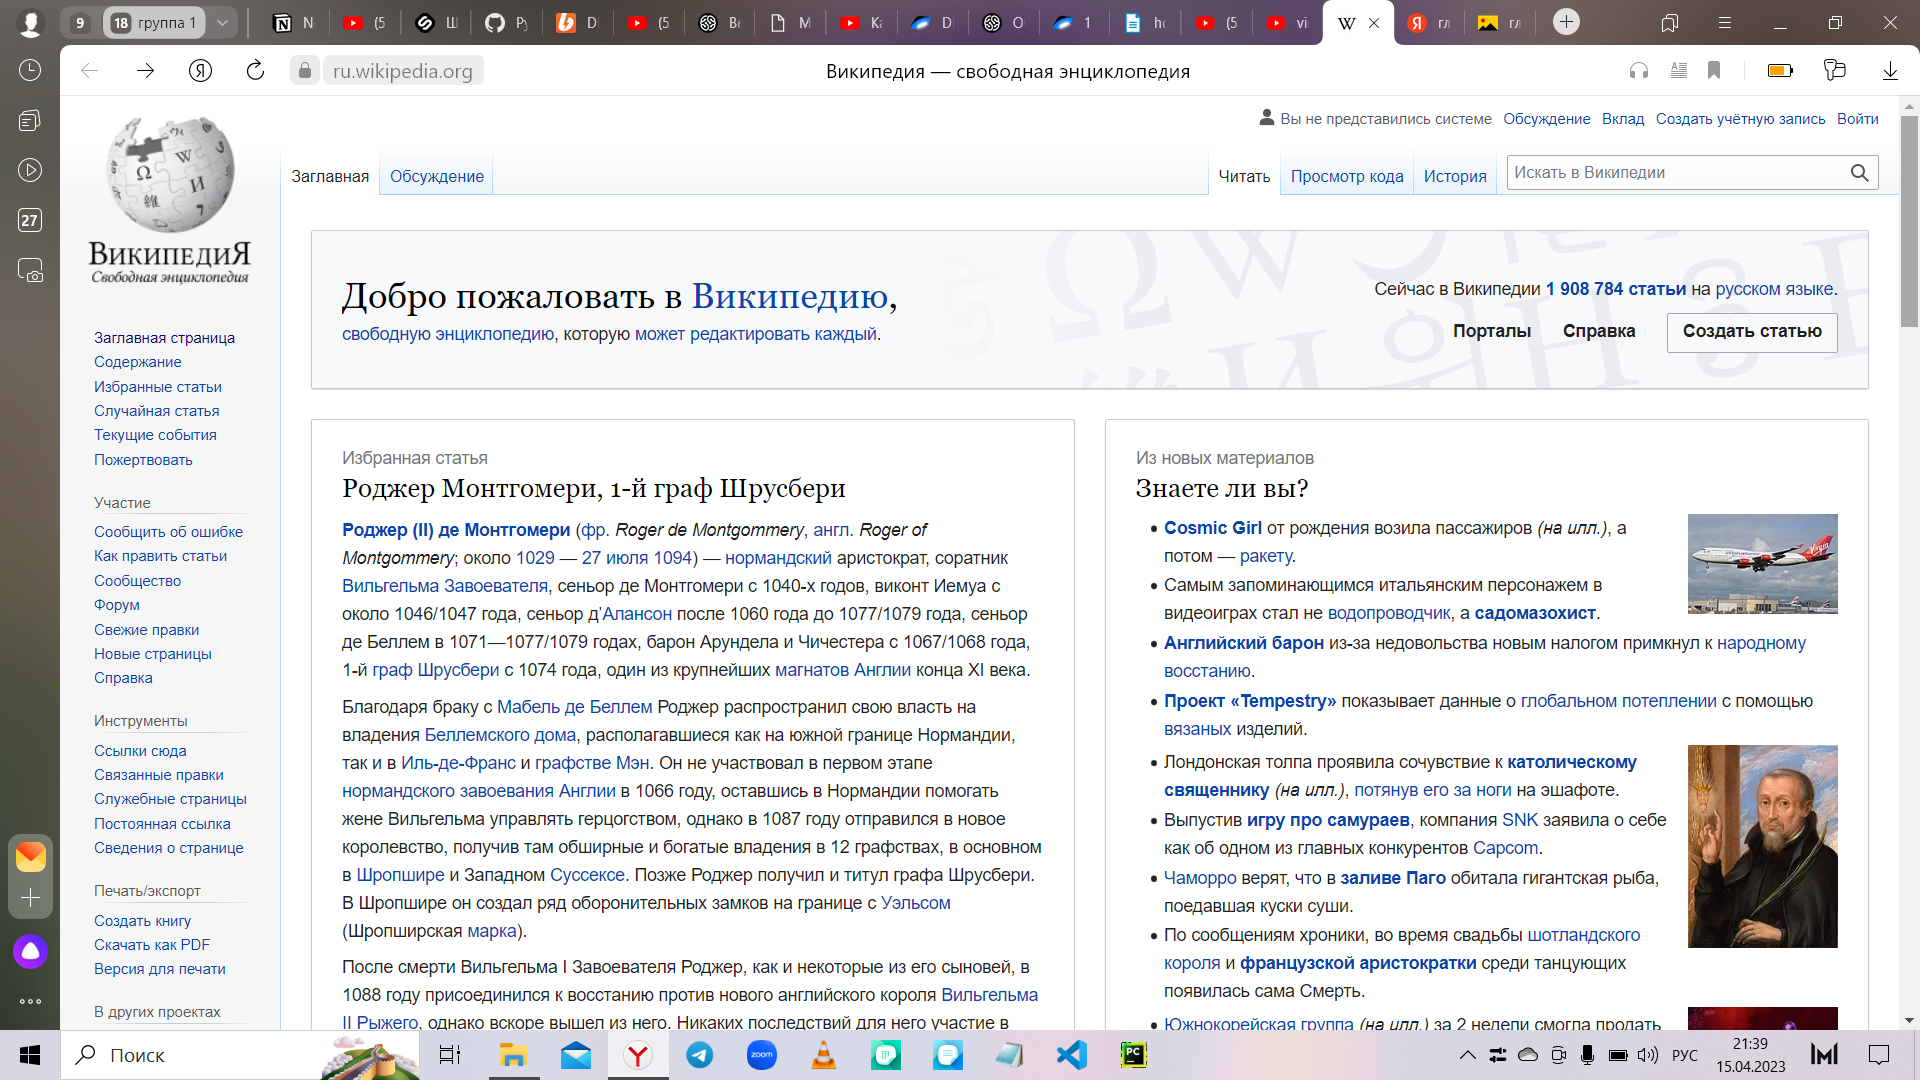 9
18 группа 1
N
(5
Ш
Py
(5
M
1
(5
vi
гл
гл
ru.wikipedia.org
Википедия — свободная энциклопедия
27
Википедия
Свободная энциклопедия
Вы не представились системе Обсуждение Вклад Создать учётную запись Войти
Заглавная Обсуждение Читать Просмотр кода История Искать в Википедии
Заглавная страница
Содержание
Избранные статьи
Случайная статья
Текущие события
Пожертвовать
Участие
Сообщить об ошибке
Как править статьи
Сообщество
Форум
Свежие правки
Новые страницы
Справка
Инструменты
Ссылки сюда
Связанные правки
Служебные страницы
Постоянная ссылка
Сведения о странице
Печать/экспорт
Создать книгу
Скачать как PDF
Версия для печати
В других проектах
Добро пожаловать в Википедию,
свободную энциклопедию, которую может редактировать каждый.
Сейчас в Википедии 1 908 784 статьи на русском языке.
Порталы Справка Создать статью
Избранная статья
Роджер Монтгомери, 1-й граф Шрусбери
Роджер (II) де Монтгомери (фр. Roger de Montgommery, англ. Roger of
Montgommery; около 1029 — 27 июля 1094) — нормандский аристократ, соратник
Вильгельма Завоевателя, сеньор де Монтгомери с 1040-х годов, виконт Иемуа с
около 1046/1047 года, сеньор д’Алансон после 1060 года до 1077/1079 года, сеньор
де Беллем в 1071—1077/1079 годах, барон Арундела и Чичестера с 1067/1068 года,
1-й граф Шрусбери с 1074 года, один из крупнейших магнатов Англии конца XI века.
Благодаря браку с Мабель де Беллем Роджер распространил свою власть на
владения Беллемского дома, располагавшиеся как на южной границе Нормандии,
так и в Иль-де-Франс и графстве Мэн. Он не участвовал в первом этапе
нормандского завоевания Англии в 1066 году, оставшись в Нормандии помогать
жене Вильгельма управлять герцогством, однако в 1087 году отправился в новое
королевство, получив там обширные и богатые владения в 12 графствах, в основном
в Шропшире и Западном Суссексе. Позже Роджер получил и титул графа Шрусбери.
В Шропшире он создал ряд оборонительных замков на границе с Уэльсом
(Шропширская марка).
После смерти Вильгельма I Завоевателя Роджер, как и некоторые из его сыновей, в
1088 году присоединился к восстанию против нового английского короля Вильгельма
II Рыжего, однако вскоре вышел из него. Никаких последствий для него участие в
Из новых материалов
Знаете ли вы?
Cosmic Girl от рождения возила пассажиров (на илл.), а
потом — ракету.
Самым запоминающимся итальянским персонажем в
видеоиграх стал не водопроводчик, а садомазохист.
Английский барон из-за недовольства новым налогом примкнул к народному
восстанию.
Проект «Tempestry» показывает данные о глобальном потеплении с помощью
вязаных изделий.
Лондонская толпа проявила сочувствие к католическому
священнику (на илл.), потянув его за ноги на эшафоте.
Выпустив игру про самураев, компания SNK заявила о себе
как об одном из главных конкурентов Capcom.
Чаморро верят, что в заливе Паго обитала гигантская рыба,
поедавшая куски суши.
По сообщениям хроники, во время свадьбы шотландского
короля и французской аристократки среди танцующих
появилась сама Смерть.
Южнокорейская группа (на илл.) за 2 недели смогла продать
Поиск
zoom
PC
РУС
21:39
15.04.2023